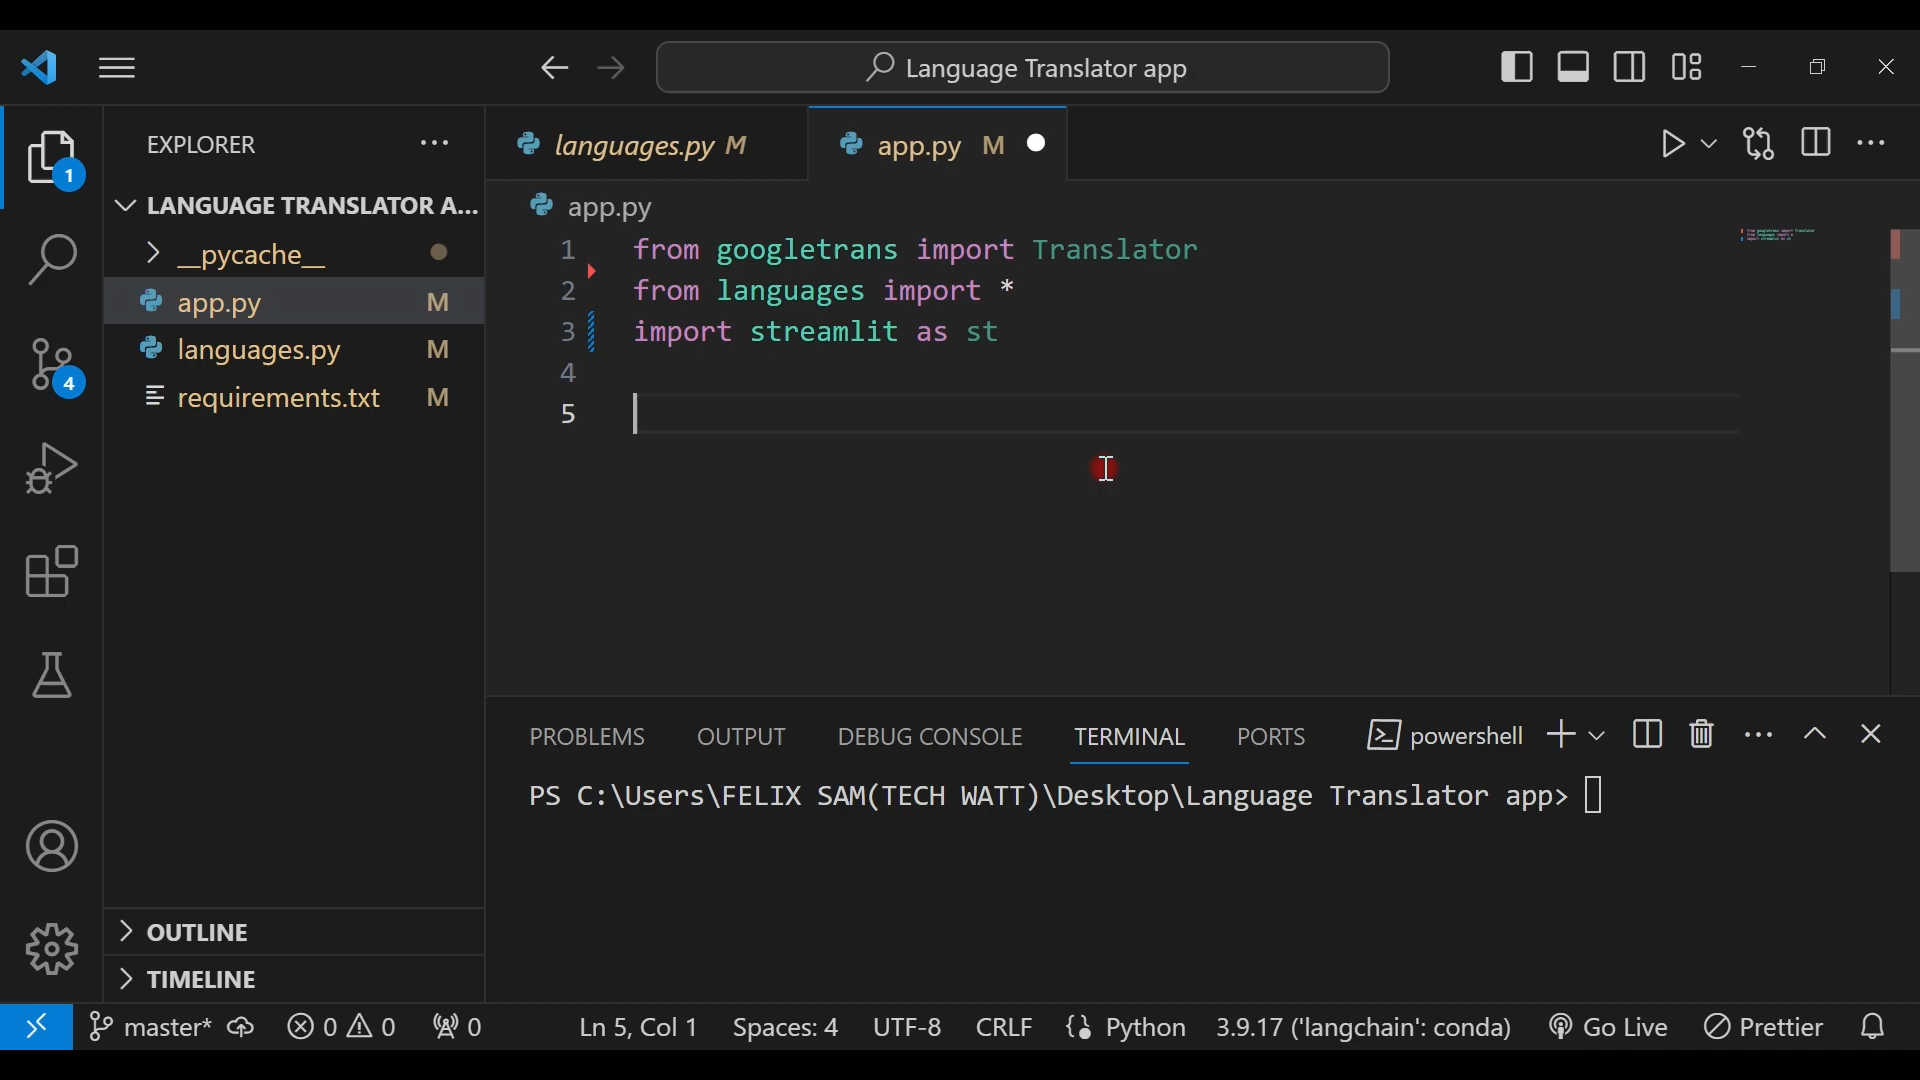 Language Translator app
1
4
EXPLORER
LANGUAGE TRANSLATOR A...
__pycache__
app.py M
languages.py M
requirements.txt M
OUTLINE
TIMELINE
languages.py M
app.py M
app.py
1 from googletrans import Translator
2 from languages import *
3 import streamlit as st
4
5
PROBLEMS OUTPUT DEBUG CONSOLE TERMINAL PORTS powershell
PS C:\Users\FELIX SAM(TECH WATT)\Desktop\Language Translator app>
master* 0 0 0 Ln 5, Col 1 Spaces: 4 UTF-8 CRLF Python 3.9.17 ('langchain': conda) Go Live Prettier